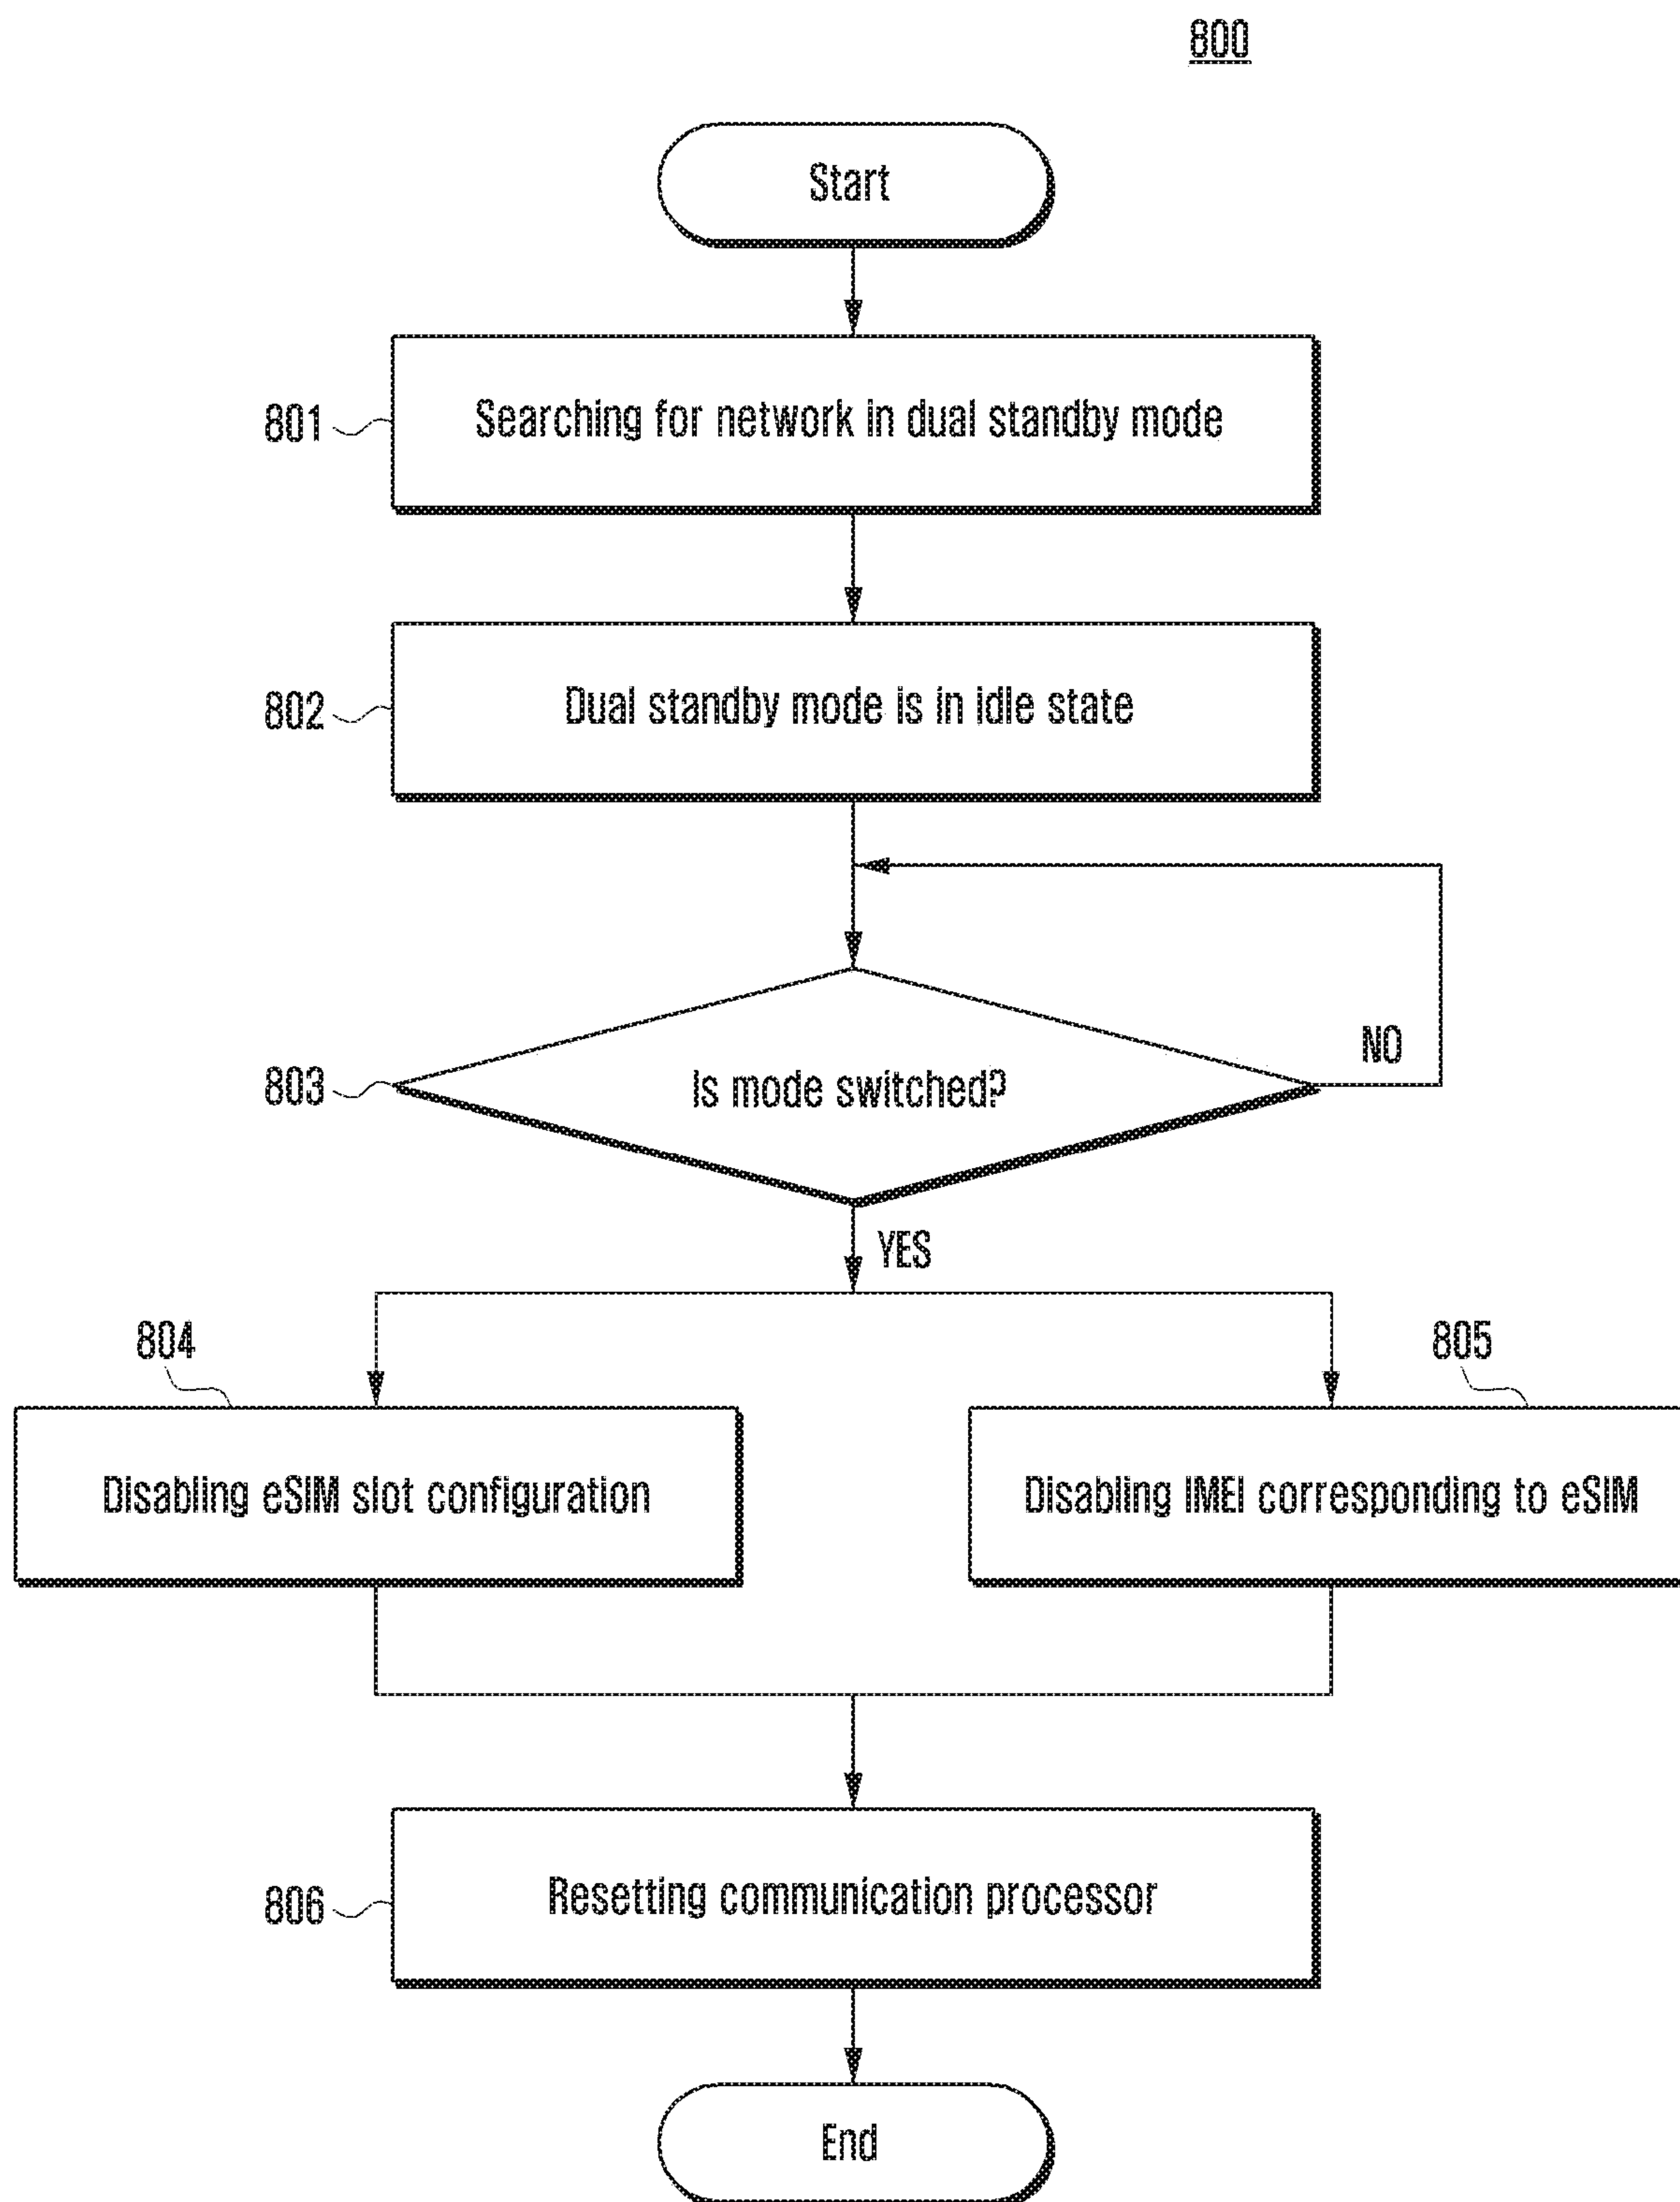 800
Start
801
Searching for network in dual standby mode
802
Dual standby mode is in idle state
803
Is mode switched?
NO
YES
804
Disabling eSIM slot configuration
805
Disabling IMEI corresponding to eSIM
806
Resetting communication processor
End